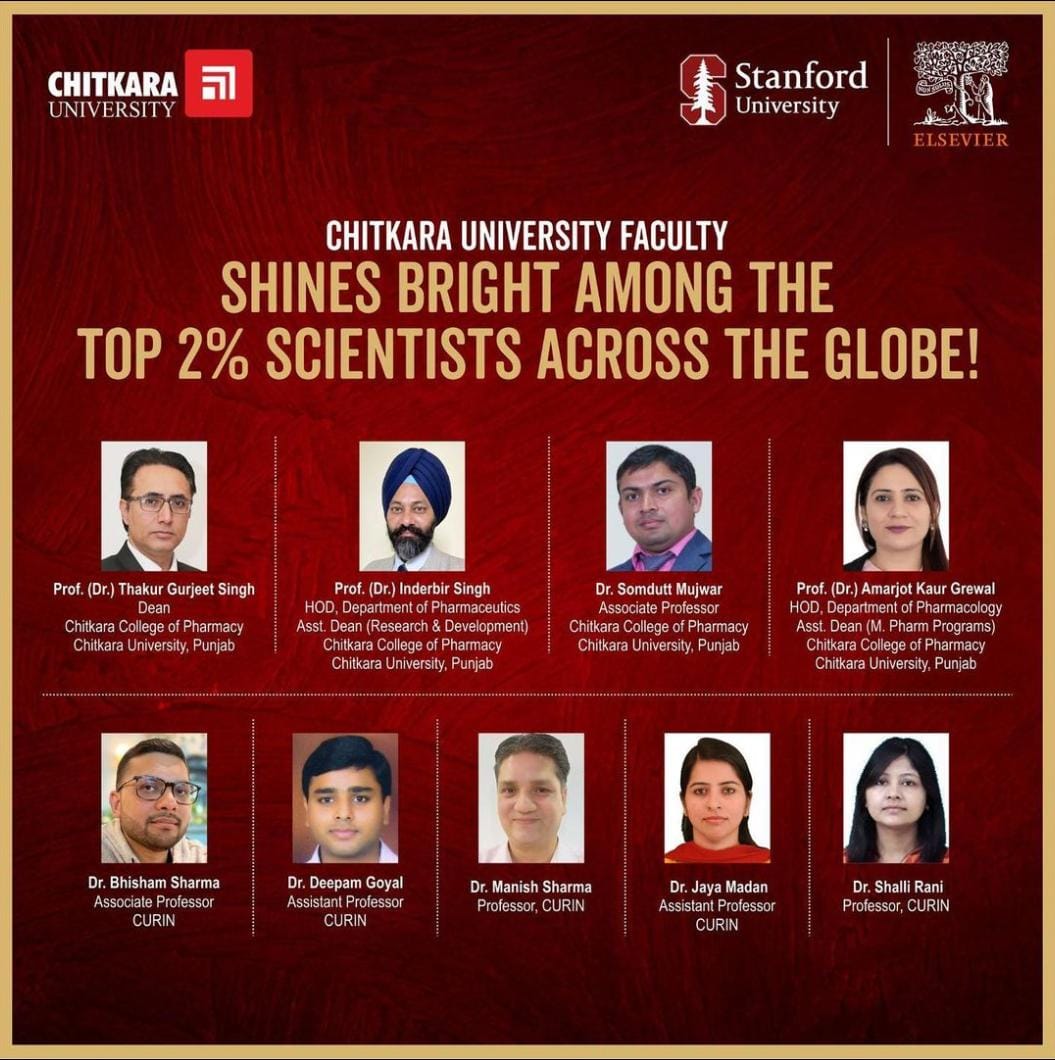 CHITKARA
UNIVERSITY
Stanford
University
NON SOLUS
ELSEVIER
CHITKARA UNIVERSITY FACULTY
SHINES BRIGHT AMONG THE
TOP 2% SCIENTISTS ACROSS THE GLOBE!
Prof. (Dr.) Thakur Gurjeet Singh
Dean
Chitkara College of Pharmacy
Chitkara University, Punjab
Prof. (Dr.) Inderbir Singh
HOD, Department of Pharmaceutics
Asst. Dean (Research & Development)
Chitkara College of Pharmacy
Chitkara University, Punjab
Dr. Somdutt Mujwar
Associate Professor
Chitkara College of Pharmacy
Chitkara University, Punjab
Prof. (Dr.) Amarjot Kaur Grewal
HOD, Department of Pharmacology
Asst. Dean (M. Pharm Programs)
Chitkara College of Pharmacy
Chitkara University, Punjab
Dr. Bhisham Sharma
Associate Professor
CURIN
Dr. Deepam Goyal
Assistant Professor
CURIN
Dr. Manish Sharma
Professor, CURIN
Dr. Jaya Madan
Assistant Professor
CURIN
Dr. Shalli Rani
Professor, CURIN